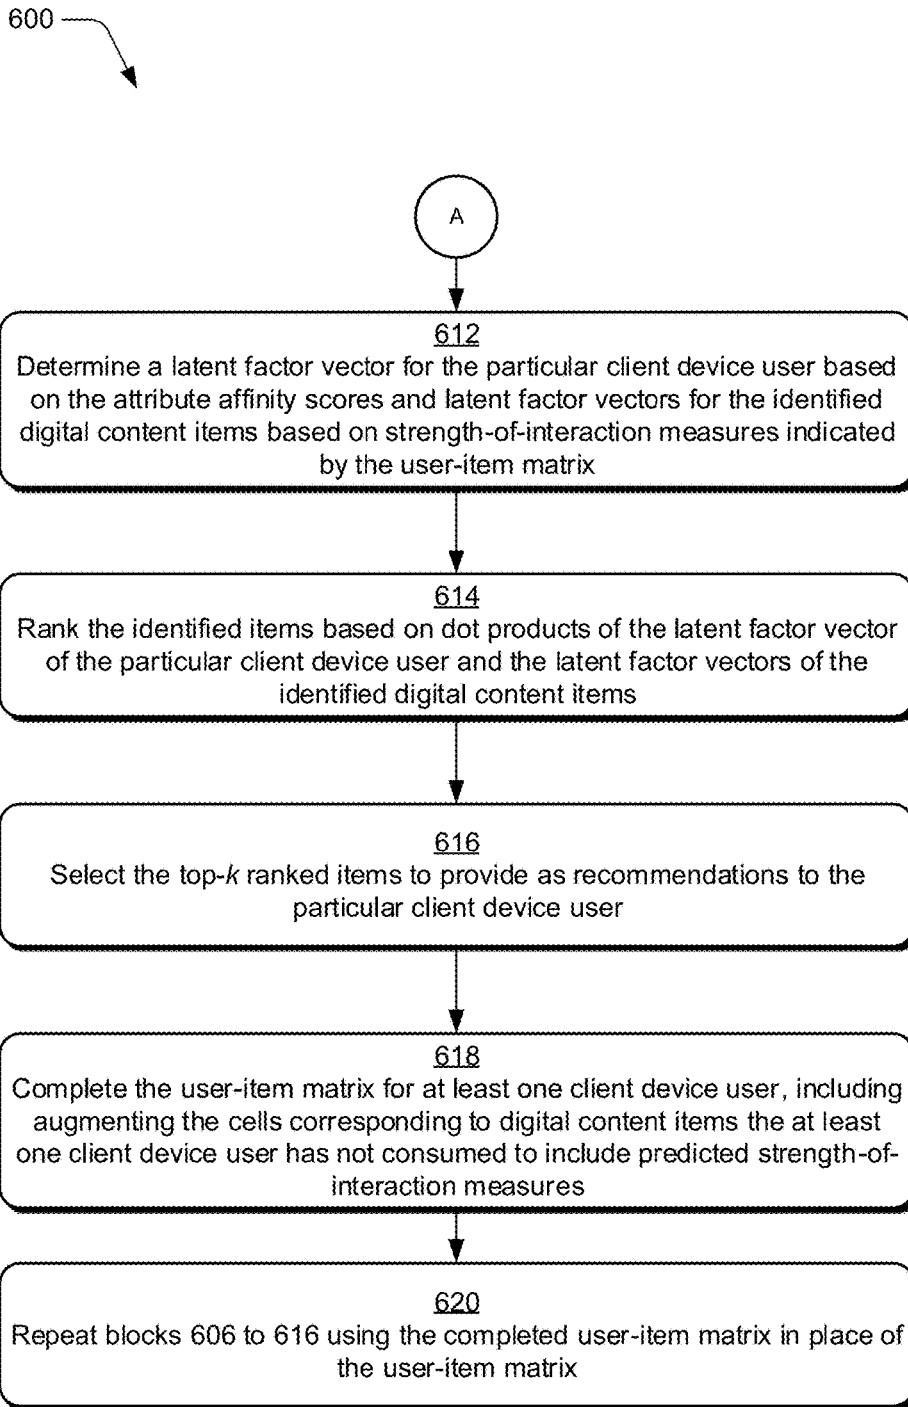 600
A
612
Determine a latent factor vector for the particular client device user based
on the attribute affinity scores and latent factor vectors for the identified
digital content items based on strength-of-interaction measures indicated
by the user-item matrix
614
Rank the identified items based on dot products of the latent factor vector
of the particular client device user and the latent factor vectors of the
identified digital content items
616
Select the top-k ranked items to provide as recommendations to the
particular client device user
618
Complete the user-item matrix for at least one client device user, including
augmenting the cells corresponding to digital content items the at least
one client device user has not consumed to include predicted strength-of-
interaction measures
620
Repeat blocks 606 to 616 using the completed user-item matrix in place of
the user-item matrix